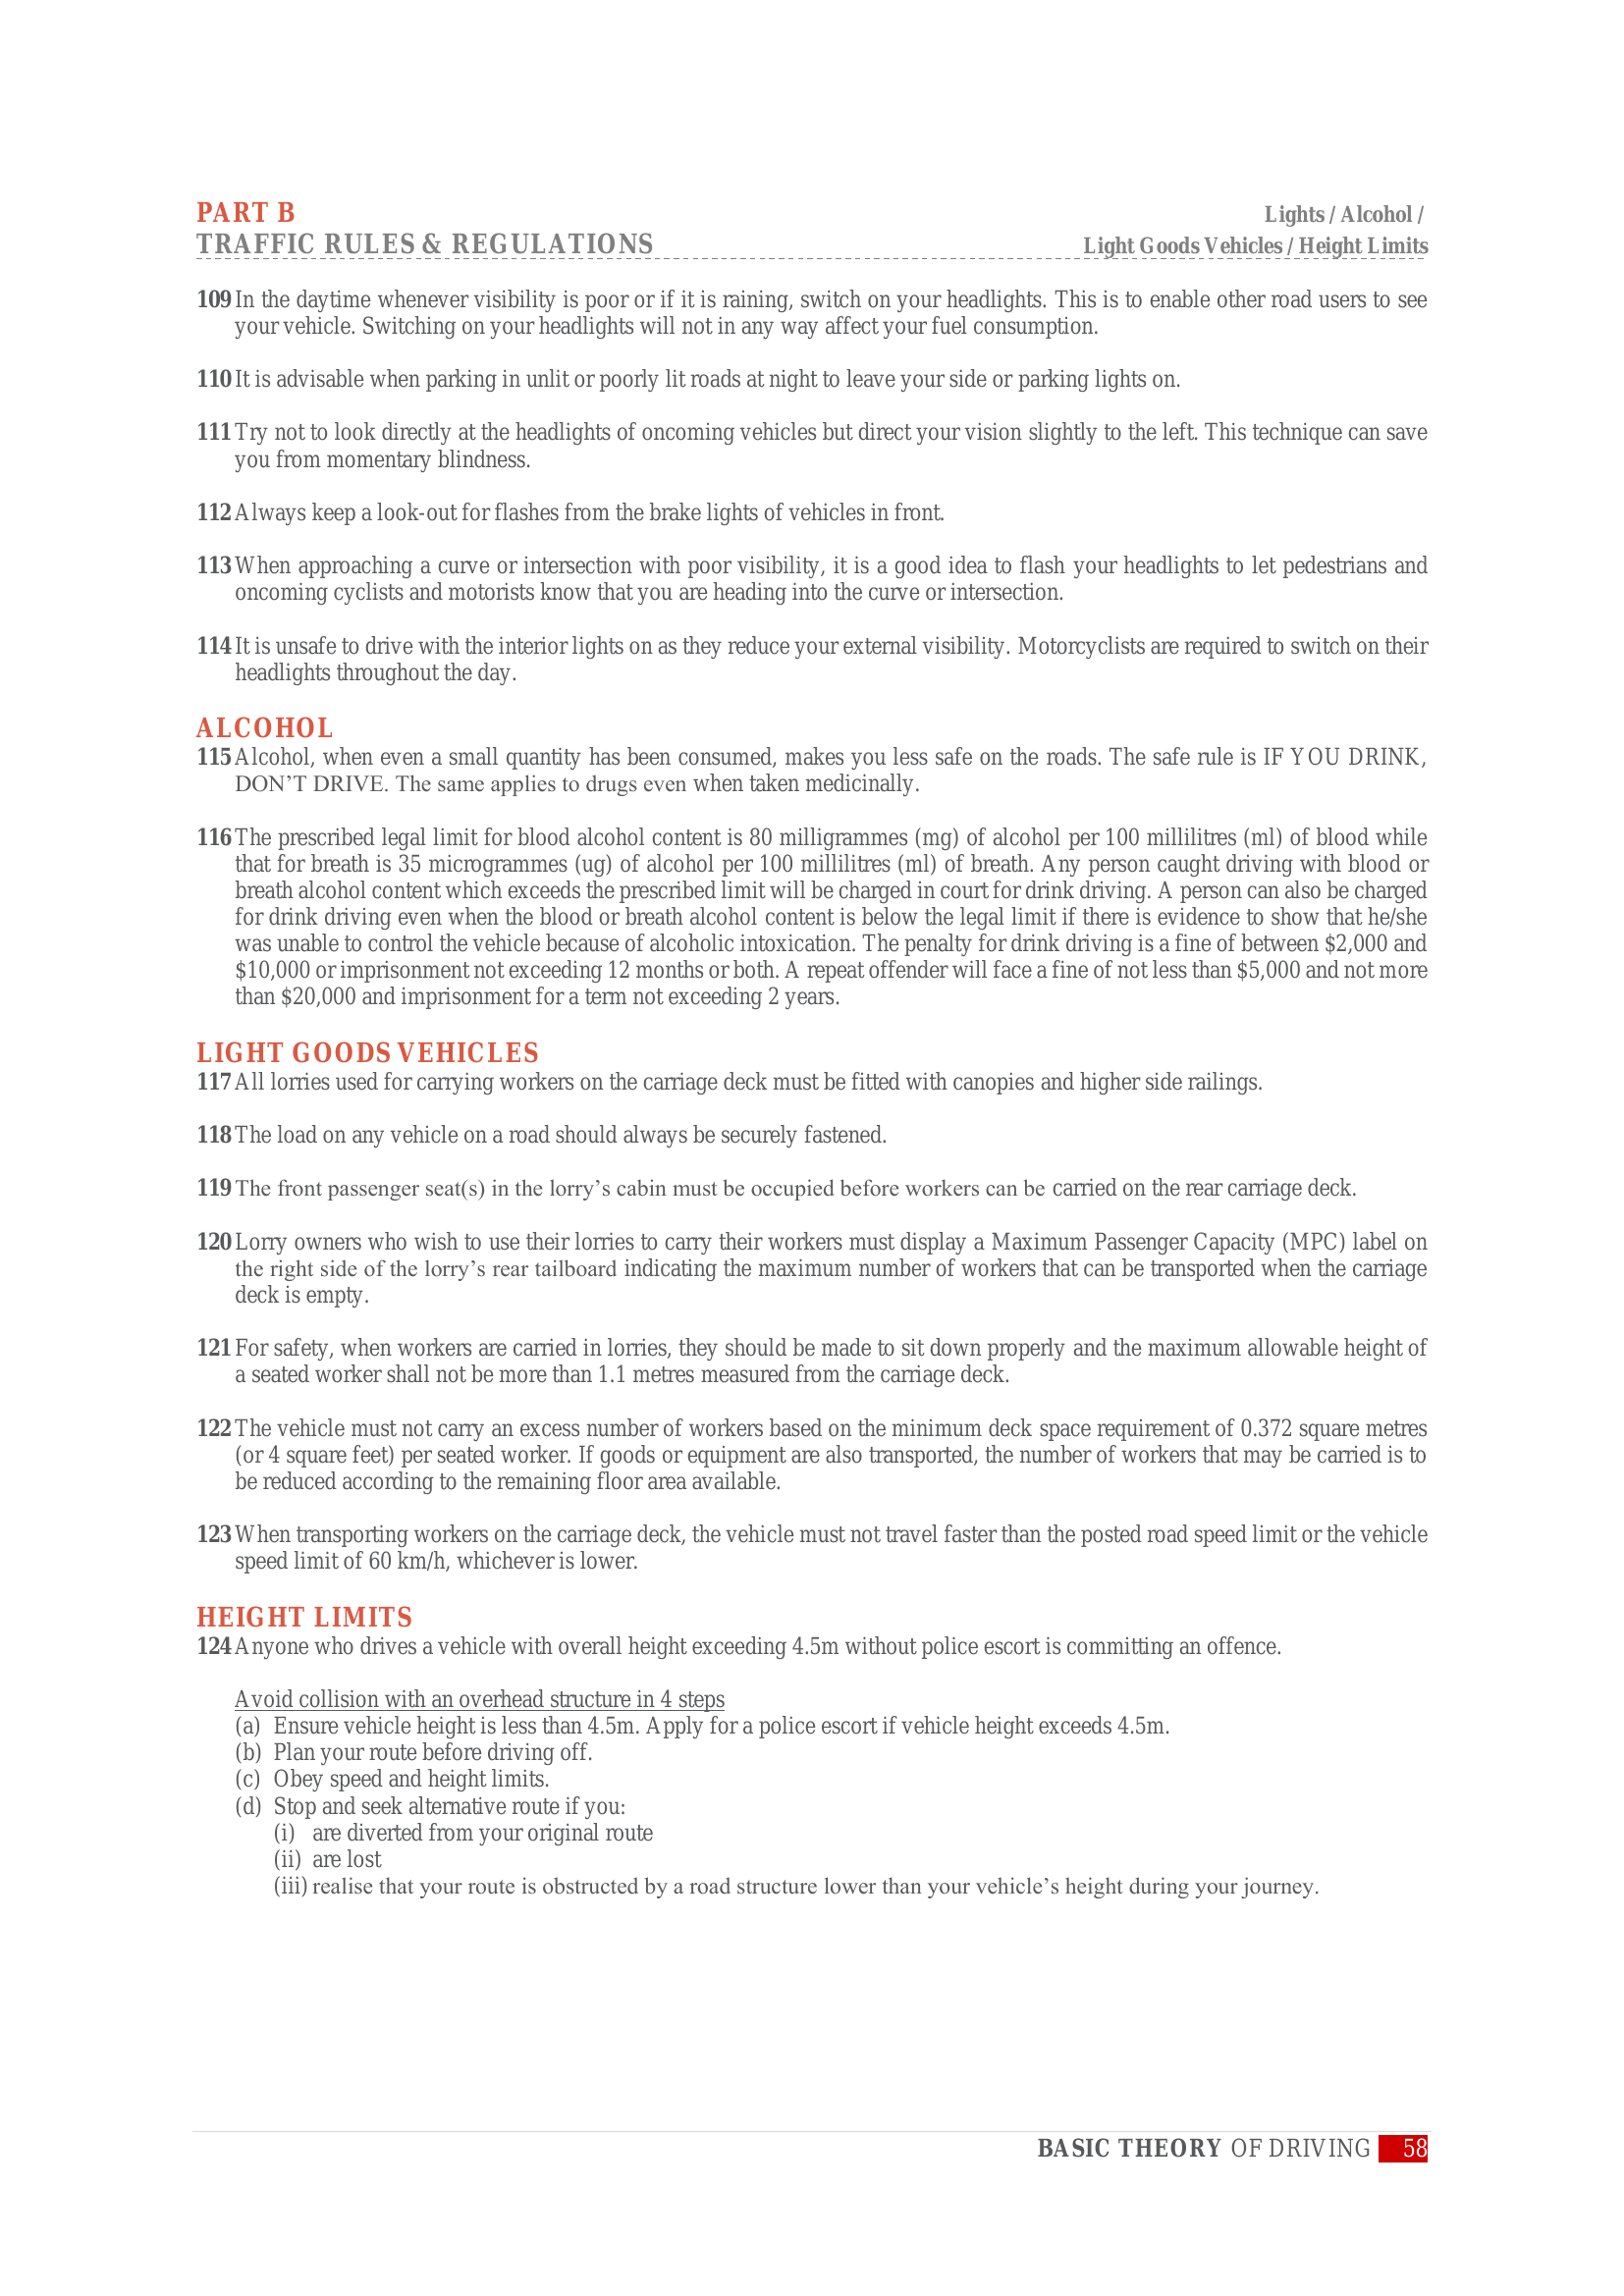 PART B
Lights / Alcohol /
TRAFFIC RULES & REGULATIONS
Light Goods Vehicles / Height Limits
109 In the daytime whenever visibility is poor or if it is raining, switch on your headlights. This is to enable other road users to see
your vehicle. Switching on your headlights will not in any way affect your fuel consumption.
110 It is advisable when parking in unlit or poorly lit roads at night to leave your side or parking lights on.
111 Try not to look directly at the headlights of oncoming vehicles but direct your vision slightly to the left. This technique can save
you from momentary blindness.
112 Always keep a look-out for flashes from the brake lights of vehicles in front.
113 When approaching a curve or intersection with poor visibility, it is a good idea to flash your headlights to let pedestrians and
oncoming cyclists and motorists know that you are heading into the curve or intersection.
114 It is unsafe to drive with the interior lights on as they reduce your external visibility. Motorcyclists are required to switch on their
headlights throughout the day.
ALCOHOL
115 Alcohol, when even a small quantity has been consumed, makes you less safe on the roads. The safe rule is IF YOU DRINK,
DON’T DRIVE. The same applies to drugs even when taken medicinally.
116 The prescribed legal limit for blood alcohol content is 80 milligrammes (mg) of alcohol per 100 millilitres (ml) of blood while
that for breath is 35 microgrammes (ug) of alcohol per 100 millilitres (ml) of breath. Any person caught driving with blood or
breath alcohol content which exceeds the prescribed limit will be charged in court for drink driving. A person can also be charged
for drink driving even when the blood or breath alcohol content is below the legal limit if there is evidence to show that he/she
was unable to control the vehicle because of alcoholic intoxication. The penalty for drink driving is a fine of between $2,000 and
$10,000 or imprisonment not exceeding 12 months or both. A repeat offender will face a fine of not less than $5,000 and not more
than $20,000 and imprisonment for a term not exceeding 2 years.
LIGHT GOODS VEHICLES
117 All lorries used for carrying workers on the carriage deck must be fitted with canopies and higher side railings.
118 The load on any vehicle on a road should always be securely fastened.
119 The front passenger seat(s) in the lorry’s cabin must be occupied before workers can be carried on the rear carriage deck.
120 Lorry owners who wish to use their lorries to carry their workers must display a Maximum Passenger Capacity (MPC) label on
the right side of the lorry’s rear tailboard indicating the maximum number of workers that can be transported when the carriage
deck is empty.
121 For safety, when workers are carried in lorries, they should be made to sit down properly and the maximum allowable height of
a seated worker shall not be more than 1.1 metres measured from the carriage deck.
122 The vehicle must not carry an excess number of workers based on the minimum deck space requirement of 0.372 square metres
(or 4 square feet) per seated worker. If goods or equipment are also transported, the number of workers that may be carried is to
be reduced according to the remaining floor area available.
123 When transporting workers on the carriage deck, the vehicle must not travel faster than the posted road speed limit or the vehicle
speed limit of 60 km/h, whichever is lower.
HEIGHT LIMITS
124 Anyone who drives a vehicle with overall height exceeding 4.5m without police escort is committing an offence.
Avoid collision with an overhead structure in 4 steps
(a) Ensure vehicle height is less than 4.5m. Apply for a police escort if vehicle height exceeds 4.5m.
(b) Plan your route before driving off.
(c) Obey speed and height limits.
(d) Stop and seek alternative route if you:
(i) are diverted from your original route
(ii) are lost
(iii) realise that your route is obstructed by a road structure lower than your vehicle’s height during your journey.
BASIC THEORY OF DRIVING 58